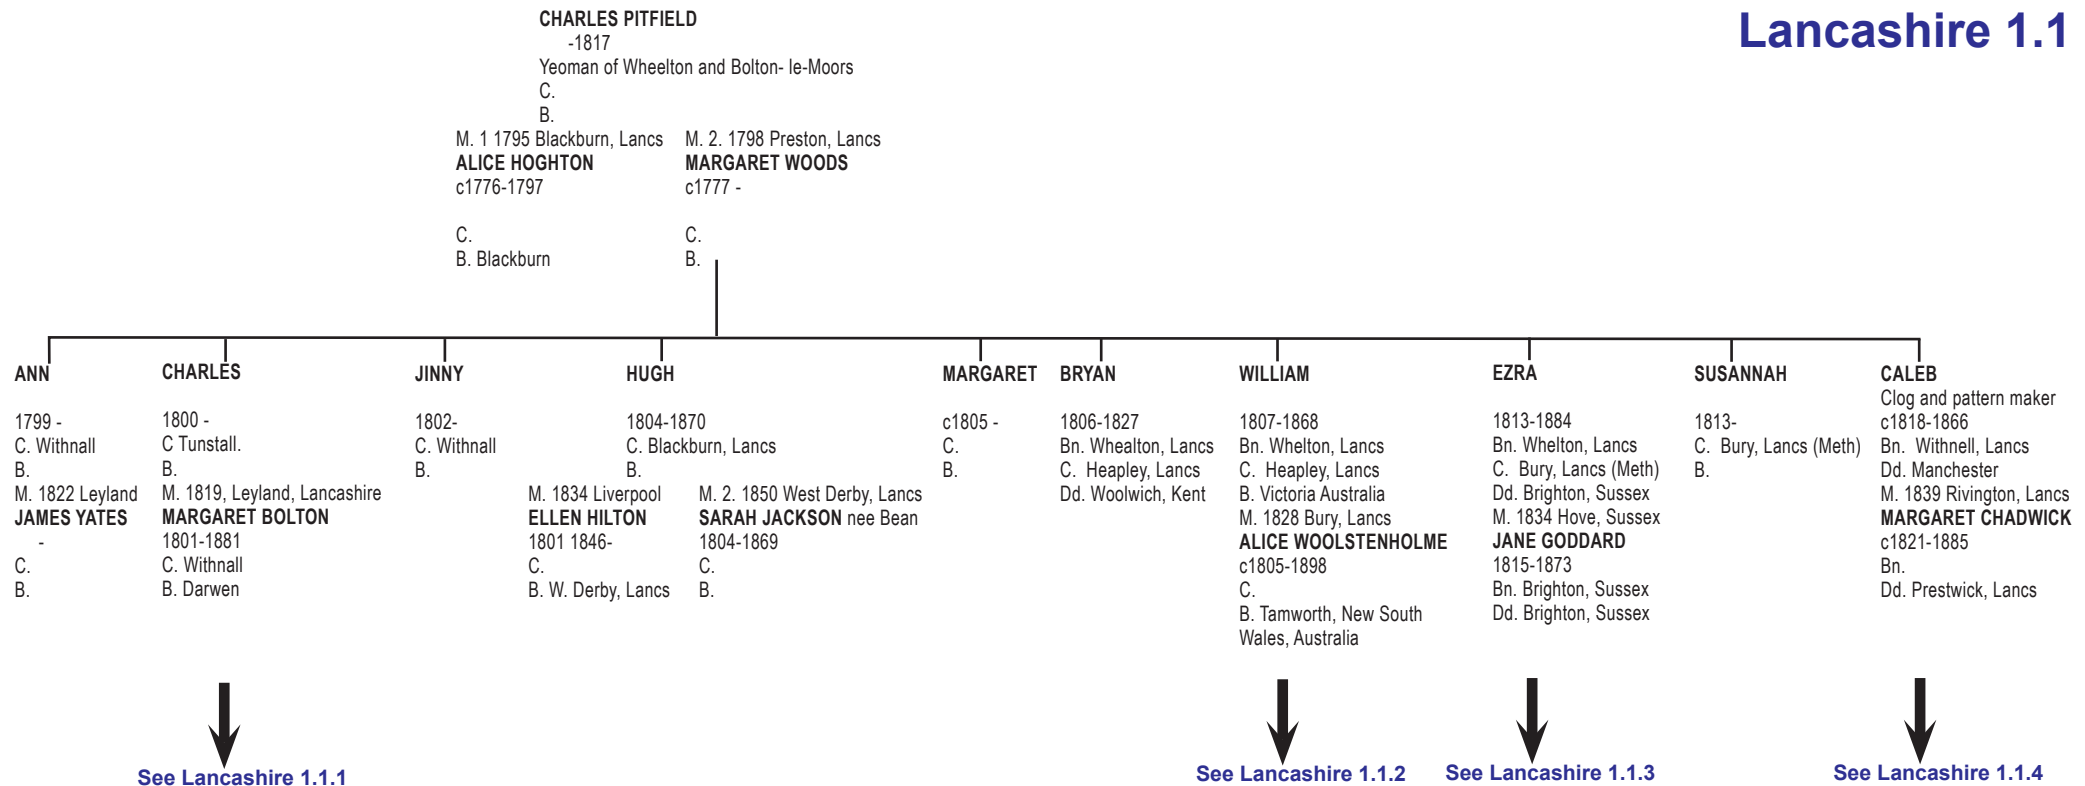 Lancashire 1.1
CHARLES PITFIELD
-1817
Yeoman of Wheelton and Bolton- le-Moors
C.
B.
M. 1 1795 Blackburn, Lancs
ALICE HOGHTON
c1776-1797
C.
B. Blackburn
M. 2. 1798 Preston, Lancs
MARGARET WOODS
c1777 -
C.
B.
ANN
1799 -
C. Withnall
B.
M. 1822 Leyland
JAMES YATES
-
C.
B.
CHARLES
1800 -
C Tunstall.
B.
M. 1819, Leyland, Lancashire
MARGARET BOLTON
1801-1881
C. Withnall
B. Darwen
See Lancashire 1.1.1
JINNY
1802-
C. Withnall
B.
HUGH
1804-1870
C. Blackburn, Lancs
B.
M. 1834 Liverpool
ELLEN HILTON
1801 1846-
C.
B. W. Derby, Lancs
M. 2. 1850 West Derby, Lancs
SARAH JACKSON nee Bean
1804-1869
C.
B.
MARGARET
c1805 -
C.
B.
BRYAN
1806-1827
Bn. Whealton, Lancs
C. Heapley, Lancs
Dd. Woolwich, Kent
WILLIAM
1807-1868
Bn. Whelton, Lancs
C. Heapley, Lancs
B. Victoria Australia
M. 1828 Bury, Lancs
ALICE WOOLSTENHOLME
c1805-1898
C.
B. Tamworth, New South
Wales, Australia
See Lancashire 1.1.2
EZRA
1813-1884
Bn. Whelton, Lancs
C. Bury, Lancs (Meth)
Dd. Brighton, Sussex
M. 1834 Hove, Sussex
JANE GODDARD
1815-1873
Bn. Brighton, Sussex
Dd. Brighton, Sussex
See Lancashire 1.1.3
SUSANNAH
1813-
C. Bury, Lancs (Meth)
B.
CALEB
Clog and pattern maker
c1818-1866
Bn. Withnell, Lancs
Dd. Manchester
M. 1839 Rivington, Lancs
MARGARET CHADWICK
c1821-1885
Bn.
Dd. Prestwick, Lancs
See Lancashire 1.1.4